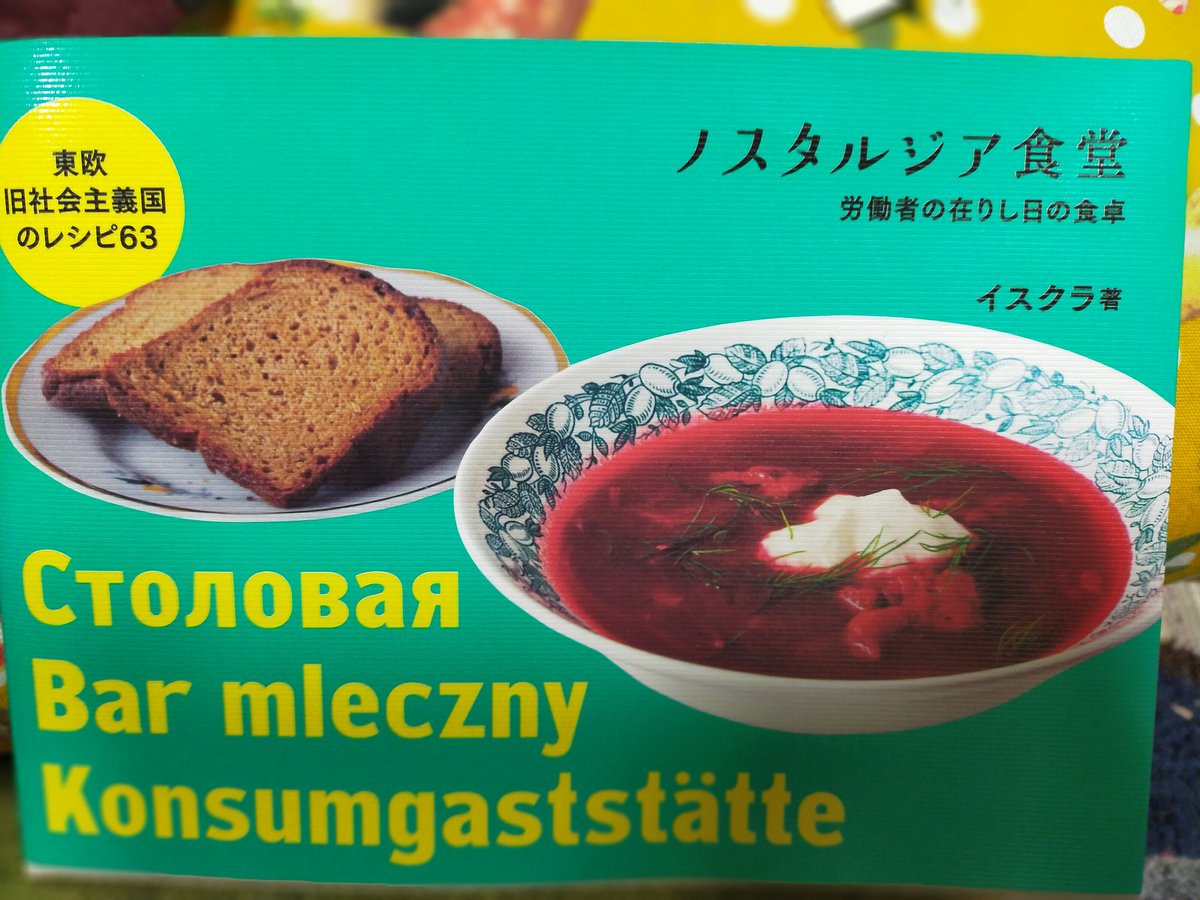 東欧
旧社会主義国
のレシピ63
ノスタルジア食堂
労働者の在りし日の食卓
イスクラ著
Столовая
Bar mleczny
Konsumgaststätte